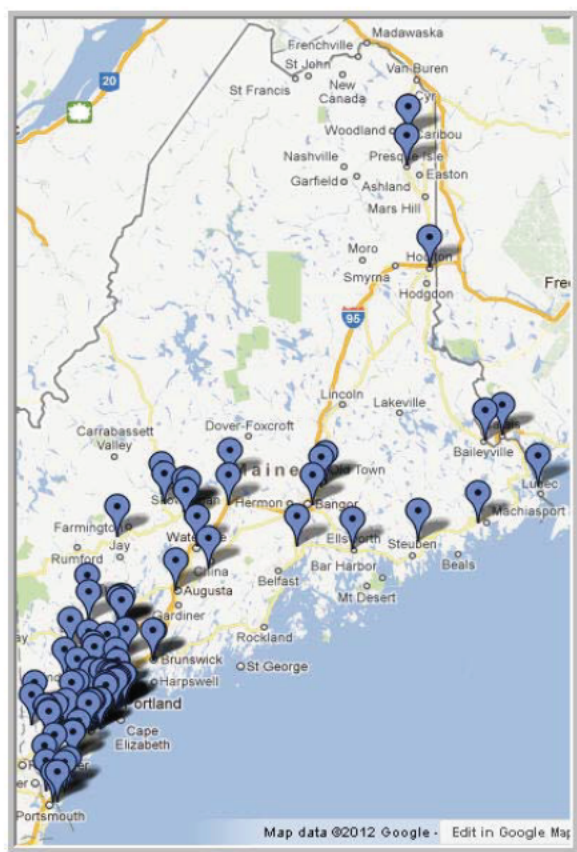 Madawaska
Frenchville
St John
Van Buren
20
St Francis
New
Canada
Cyr
Woodland
Caribou
Nashville
Presque Isle
Garfield
Easton
Ashland
Mars Hill
Moro
Houlton
Smyrna
Hodgdon
Fre
95
Lincoln
Lakeville
Dover-Foxcroft
Carrabassett
Valley
Baileyville
Maine
Old Town
Lubec
Hermon
Bangor
Machiasport
Farmington
Ellsworth
Jay
Steuben
Rumford
China
Bar Harbor
Beals
Belfast
Augusta
Mt Desert
Gardiner
Rockland
Brunswick
St George
Harpswell
Portland
Cape
Elizabeth
Portsmouth
Map data ©2012 Google -
Edit in Google Map